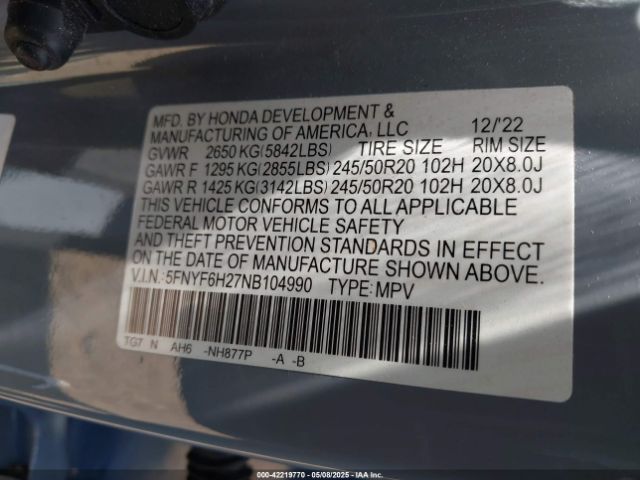 MFD. BY HONDA DEVELOPMENT &
MANUFACTURING OF AMERICA, LLC 12/'22
GVWR 2650 KG(5842LBS) TIRE SIZE RIM SIZE
GAWR F 1295 KG(2855LBS) 245/50R20 102H 20X8.0J
GAWR R 1425 KG(3142LBS) 245/50R20 102H 20X8.0J
THIS VEHICLE CONFORMS TO ALL APPLICABLE
FEDERAL MOTOR VEHICLE SAFETY
AND THEFT PREVENTION STANDARDS IN EFFECT
ON THE DATE OF MANUFACTURE SHOWN ABOVE.
V.I.N.: 5FNYF6H27NB104990 TYPE: MPV
TG7 N AH6 -NH877P -A -B
000-42219770 - 05/08/2025 - IAAI.COM